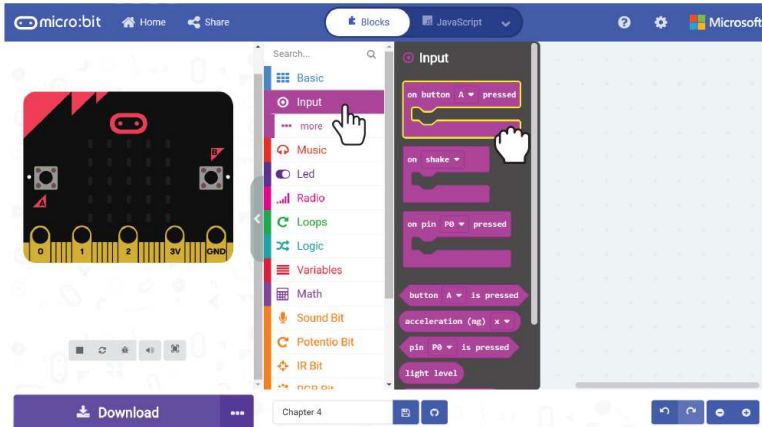 micro:bit Home Share Blocks JavaScript ? Microsoft
Search...
Basic
Input
more
Music
Led
Radio
Loops
Logic
Variables
Math
Sound Bit
Potentio Bit
IR Bit
RGB Bit
Input
on button A pressed
on shake
on pin P0 pressed
button A is pressed
acceleration (mg) x
pin P0 is pressed
light level
B
A
0 1 2 3V GND
Download ••• Chapter 4